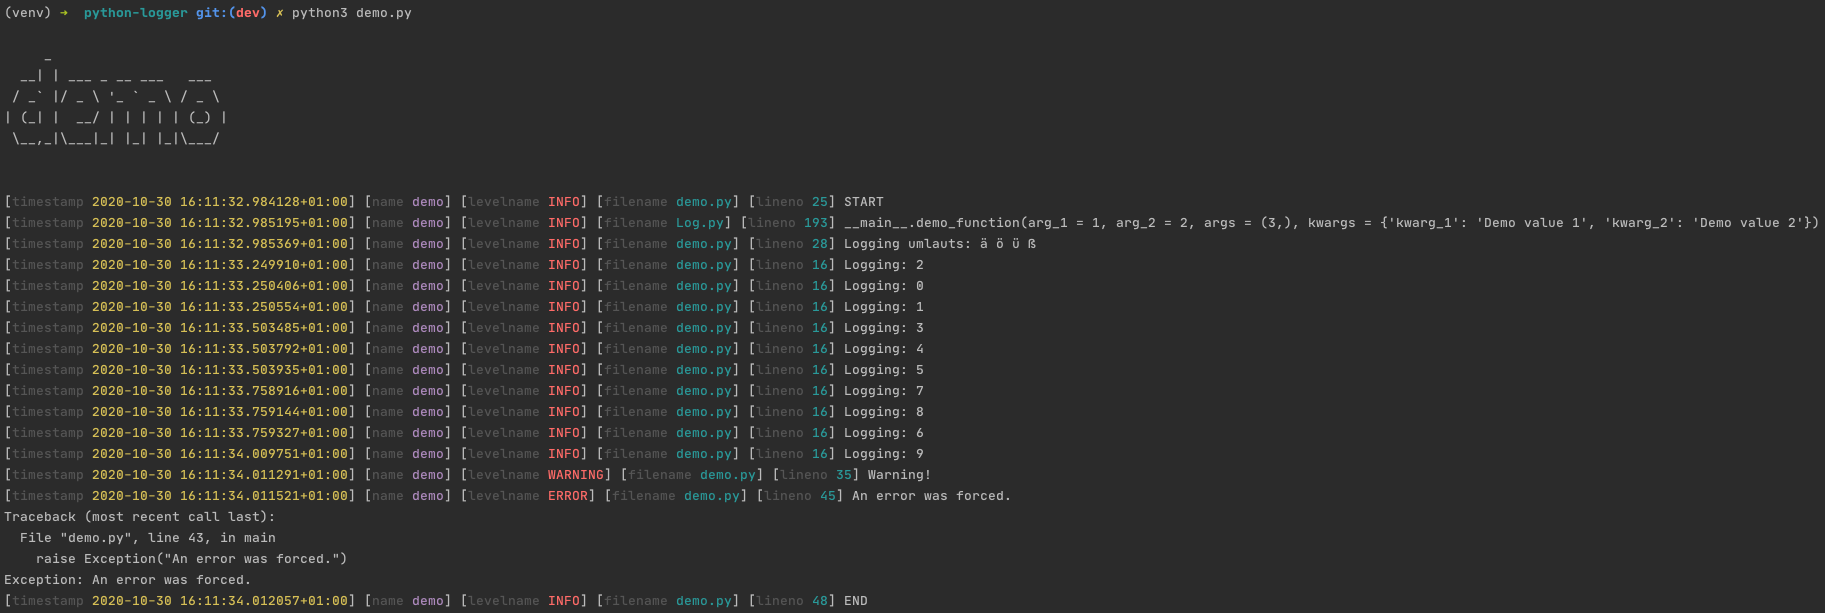 (venv) ➜  python-logger git:(dev) ✗ python3 demo.py
     _
  __| | ___ _ __ ___   ___
 / _` |/ _ \ '_ ` _ \ / _ \
| (_| |  __/ | | | | | (_) |
 \__,_|\___|_| |_| |_|\___/
[timestamp 2020-10-30 16:11:32.984128+01:00] [name demo] [levelname INFO] [filename demo.py] [lineno 25] START
[timestamp 2020-10-30 16:11:32.985195+01:00] [name demo] [levelname INFO] [filename Log.py] [lineno 193] __main__.demo_function(arg_1 = 1, arg_2 = 2, args = (3,), kwargs = {'kwarg_1': 'Demo value 1', 'kwarg_2': 'Demo value 2'})
[timestamp 2020-10-30 16:11:32.985369+01:00] [name demo] [levelname INFO] [filename demo.py] [lineno 28] Logging umlauts: ä ö ü ß
[timestamp 2020-10-30 16:11:33.249910+01:00] [name demo] [levelname INFO] [filename demo.py] [lineno 16] Logging: 2
[timestamp 2020-10-30 16:11:33.250406+01:00] [name demo] [levelname INFO] [filename demo.py] [lineno 16] Logging: 0
[timestamp 2020-10-30 16:11:33.250554+01:00] [name demo] [levelname INFO] [filename demo.py] [lineno 16] Logging: 1
[timestamp 2020-10-30 16:11:33.503485+01:00] [name demo] [levelname INFO] [filename demo.py] [lineno 16] Logging: 3
[timestamp 2020-10-30 16:11:33.503792+01:00] [name demo] [levelname INFO] [filename demo.py] [lineno 16] Logging: 4
[timestamp 2020-10-30 16:11:33.503935+01:00] [name demo] [levelname INFO] [filename demo.py] [lineno 16] Logging: 5
[timestamp 2020-10-30 16:11:33.758916+01:00] [name demo] [levelname INFO] [filename demo.py] [lineno 16] Logging: 7
[timestamp 2020-10-30 16:11:33.759144+01:00] [name demo] [levelname INFO] [filename demo.py] [lineno 16] Logging: 8
[timestamp 2020-10-30 16:11:33.759327+01:00] [name demo] [levelname INFO] [filename demo.py] [lineno 16] Logging: 6
[timestamp 2020-10-30 16:11:34.009751+01:00] [name demo] [levelname INFO] [filename demo.py] [lineno 16] Logging: 9
[timestamp 2020-10-30 16:11:34.011291+01:00] [name demo] [levelname WARNING] [filename demo.py] [lineno 35] Warning!
[timestamp 2020-10-30 16:11:34.011521+01:00] [name demo] [levelname ERROR] [filename demo.py] [lineno 45] An error was forced.
Traceback (most recent call last):
  File "demo.py", line 43, in main
    raise Exception("An error was forced.")
Exception: An error was forced.
[timestamp 2020-10-30 16:11:34.012057+01:00] [name demo] [levelname INFO] [filename demo.py] [lineno 48] END